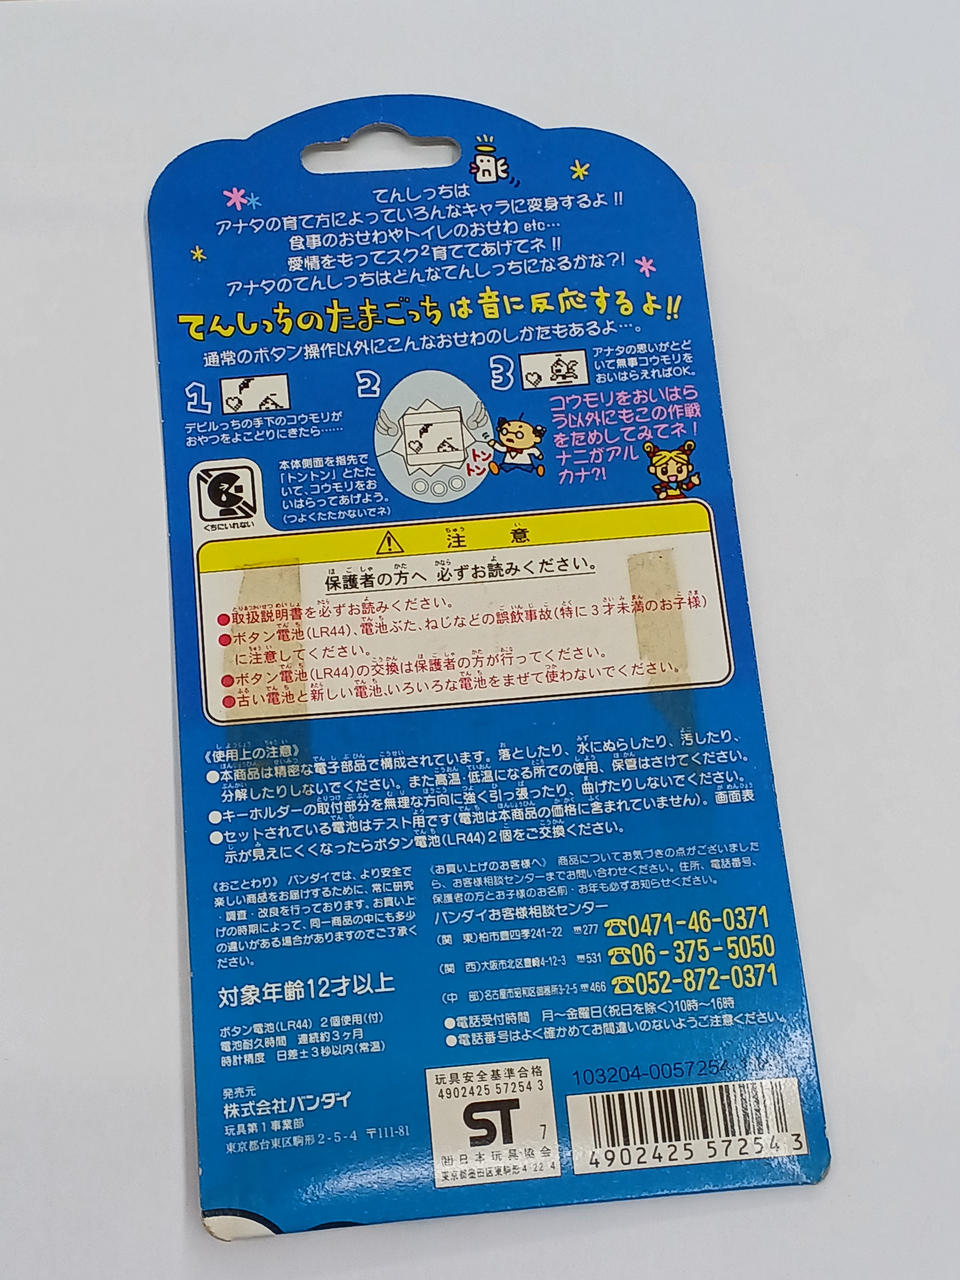 てんしっちは
アナタの育て方によっていろんなキャラに変身するよ!!
食事のおせわやトイレのおせわ etc…
愛情をもってスク2育ててあげてネ!!
アナタのてんしっちはどんなてんしっちになるかな?!
てんしっちのたまごっちは音に反応するよ!!
通常のボタン操作以外にこんなおせわのしかたもあるよ…。
1
デビルっちの手下のコウモリが
おやつをよこどりにきたら……
2
本体側面を指先で
「トントン」とたた
いて、コウモリをお
いはらってあげよう。
(つよくたたかないでネ)
トン
トン
3
アナタの思いがとど
いて無事コウモリを
おいはらえればOK。
コウモリをおいはら
う以外にもこの作戦
をためしてみてネ!
ナニがアル
カナ?!
くちにいれない
注意
保護者の方へ 必ずお読みください。
●取扱説明書を必ずお読みください。
●ボタン電池(LR44)、電池ぶた、ねじなどの誤飲事故(特に3才未満のお子様)
に注意してください。
●ボタン電池(LR44)の交換は保護者の方が行ってください。
●古い電池と新しい電池、いろいろな電池をまぜて使わないでください。
《使用上の注意》
●本商品は精密な電子部品で構成されています。落としたり、水にぬらしたり、汚したり、
分解したりしないでください。また高温・低温になる所での使用、保管はさけてください。
●キーホルダーの取付部分を無理な方向に強く引っ張ったり、曲げたりしないでください。
●セットされている電池はテスト用です(電池は本商品の価格に含まれていません)。画面表
示が見えにくくなったらボタン電池(LR44)2個をご交換ください。
《おことわり》 バンダイでは、より安全で
楽しい商品をお届けするために、常に研究
・調査・改良を行っております。お買い上
げの時期によって、同一商品の中にも多少
の違いがある場合がありますのでご了承く
ださい。
対象年齢12才以上
ボタン電池(LR44) 2個使用(付)
電池耐久時間 連続約3ヶ月
時計精度 日差±3秒以内(常温)
発売元
株式会社バンダイ
玩具第1事業部
東京都台東区駒形2-5-4 〒111-81
《お買い上げのお客様へ》 商品についてお気づきの点がございました
ら、お客様相談センターまでお問い合わせください。住所、電話番号、
保護者の方とお子様のお名前・お年も必ずお知らせください。
バンダイお客様相談センター
(関 東)柏市豊四季241-22 〒277 ☎0471-46-0371
(関 西)大阪市北区豊崎4-12-3 〒531 ☎06-375-5050
(中 部)名古屋市昭和区御器所3-2-5 〒466 ☎052-872-0371
●電話受付時間 月〜金曜日(祝日を除く)10時〜16時
●電話番号はよく確かめてお間違いのないようご注意ください。
玩具安全基準合格
4902425 57254 3
ST
7
(社)日本玩具協会
東京都墨田区東駒形4-22-4
103204-0057254
4902425 572543